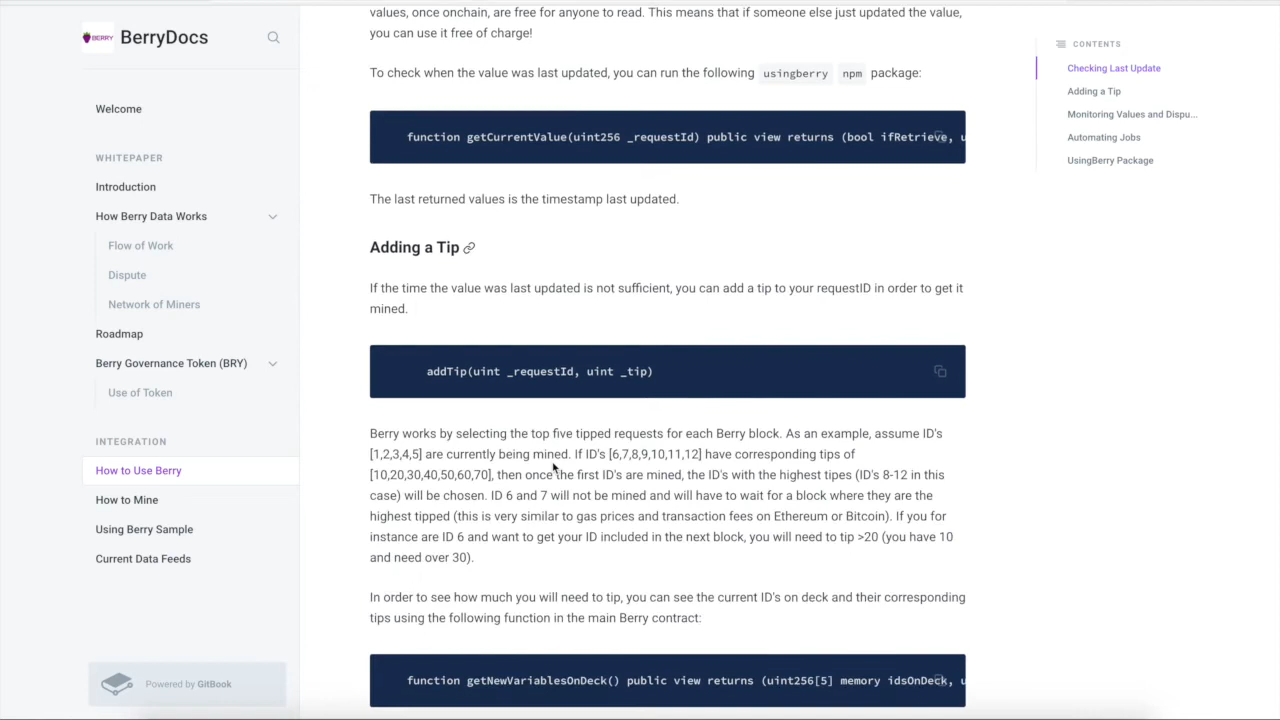 BERRY BerryDocs
Welcome
WHITEPAPER
Introduction
How Berry Data Works
Flow of Work
Dispute
Network of Miners
Roadmap
Berry Governance Token (BRY)
Use of Token
INTEGRATION
How to Use Berry
How to Mine
Using Berry Sample
Current Data Feeds
Powered by GitBook
values, once onchain, are free for anyone to read. This means that if someone else just updated the value,
you can use it free of charge!
To check when the value was last updated, you can run the following usingberry npm package:
function getCurrentValue(uint256 _requestId) public view returns (bool ifRetrieve, u
The last returned values is the timestamp last updated.
Adding a Tip
If the time the value was last updated is not sufficient, you can add a tip to your requestID in order to get it
mined.
addTip(uint _requestId, uint _tip)
Berry works by selecting the top five tipped requests for each Berry block. As an example, assume ID's
[1,2,3,4,5] are currently being mined. If ID's [6,7,8,9,10,11,12] have corresponding tips of
[10,20,30,40,50,60,70], then once the first ID's are mined, the ID's with the highest tipes (ID's 8-12 in this
case) will be chosen. ID 6 and 7 will not be mined and will have to wait for a block where they are the
highest tipped (this is very similar to gas prices and transaction fees on Ethereum or Bitcoin). If you for
instance are ID 6 and want to get your ID included in the next block, you will need to tip >20 (you have 10
and need over 30).
In order to see how much you will need to tip, you can see the current ID's on deck and their corresponding
tips using the following function in the main Berry contract:
function getNewVariablesOnDeck() public view returns (uint256[5] memory idsOnDeck, u
CONTENTS
Checking Last Update
Adding a Tip
Monitoring Values and Dispu...
Automating Jobs
UsingBerry Package